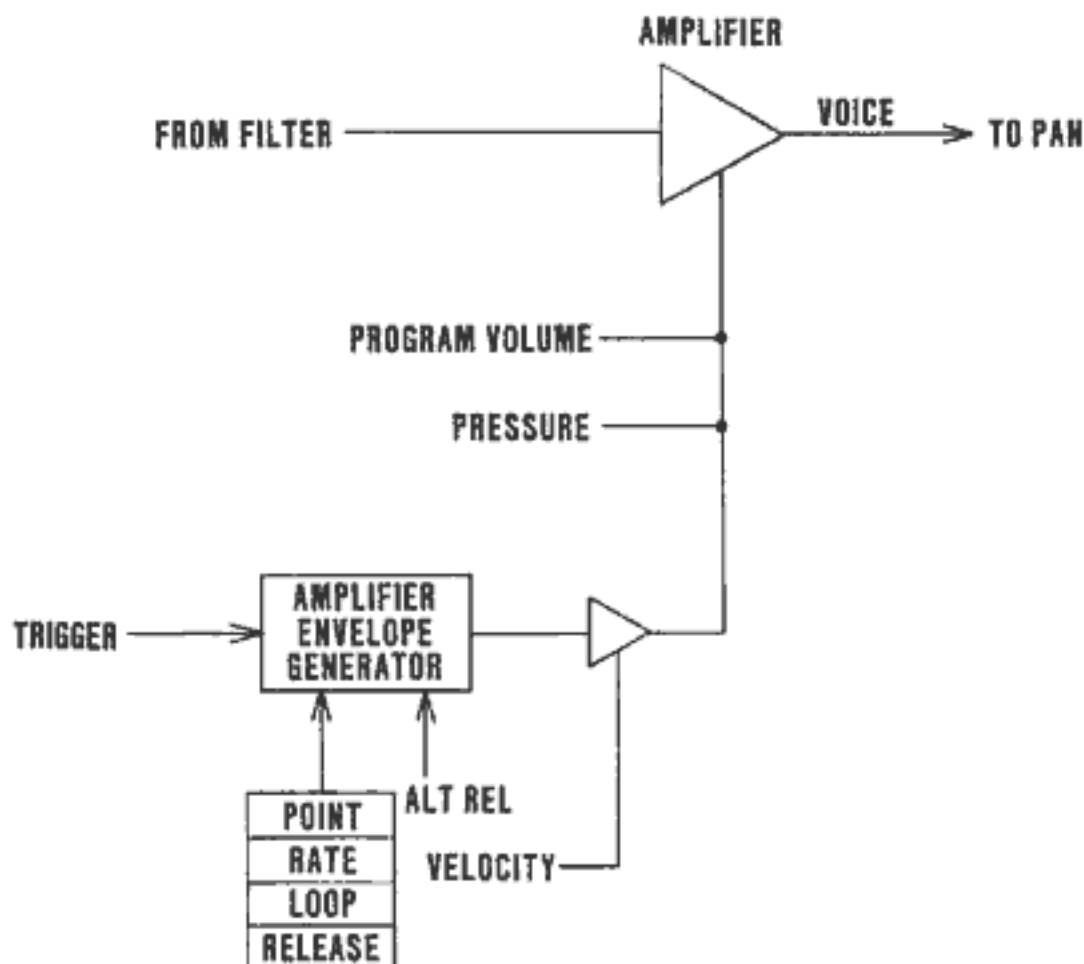 AMPLIFIER
FROM FILTER
VOICE
TO PAN
PROGRAM VOLUME
PRESSURE
TRIGGER
AMPLIFIER
ENVELOPE
GENERATOR
ALT REL
POINT
RATE
LOOP
RELEASE
VELOCITY